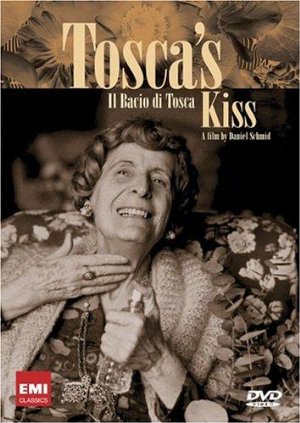 Tosca's
Il Bacio di Tosca
Kiss
A film by Daniel Schmid
EMI
CLASSICS
DVD
VIDEO